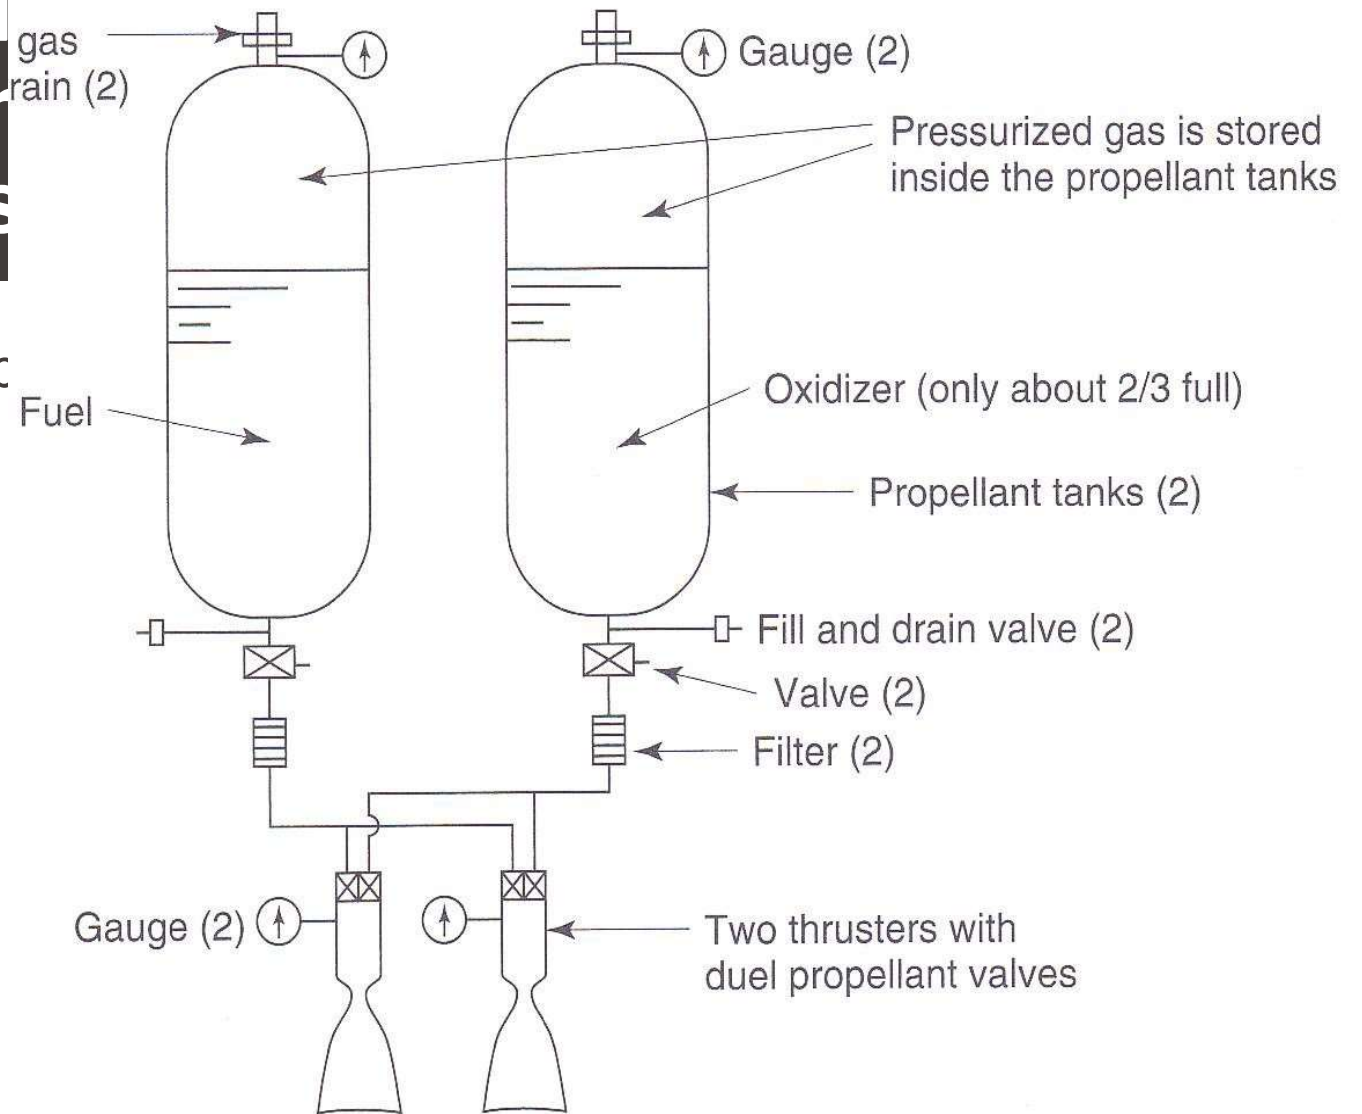 gas
rain (2)
Gauge (2)
Pressurized gas is stored
inside the propellant tanks
Fuel
Oxidizer (only about 2/3 full)
Propellant tanks (2)
Fill and drain valve (2)
Valve (2)
Filter (2)
Gauge (2)
Two thrusters with
duel propellant valves